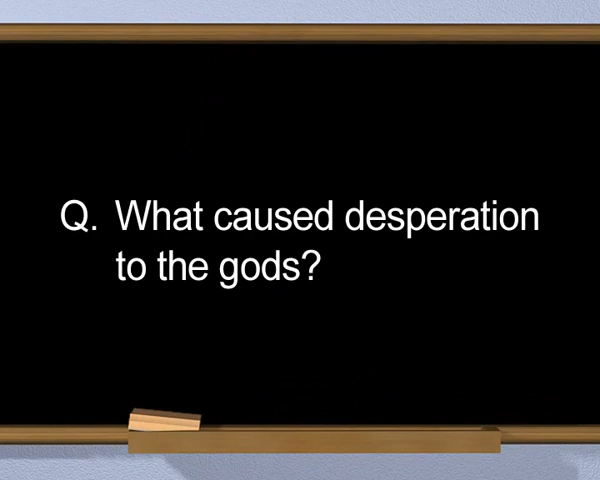 Q. What caused desperation
to the gods?